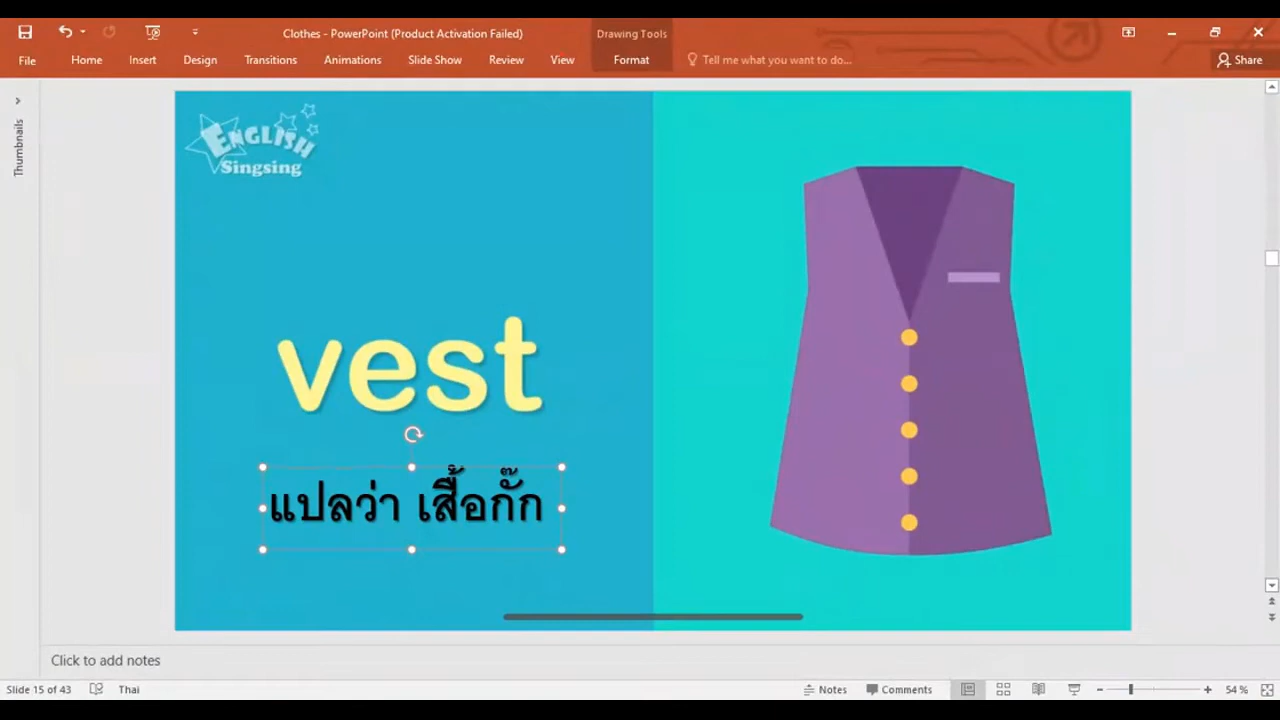 Clothes - PowerPoint (Product Activation Failed)
Drawing Tools
File
Home
Insert
Design
Transitions
Animations
Slide Show
Review
View
Format
Tell me what you want to do...
Share
Thumbnails
ENGLISH
Singsing
vest
แปลว่า เสื้อกั๊ก
Click to add notes
Slide 15 of 43
Thai
Notes
Comments
54 %